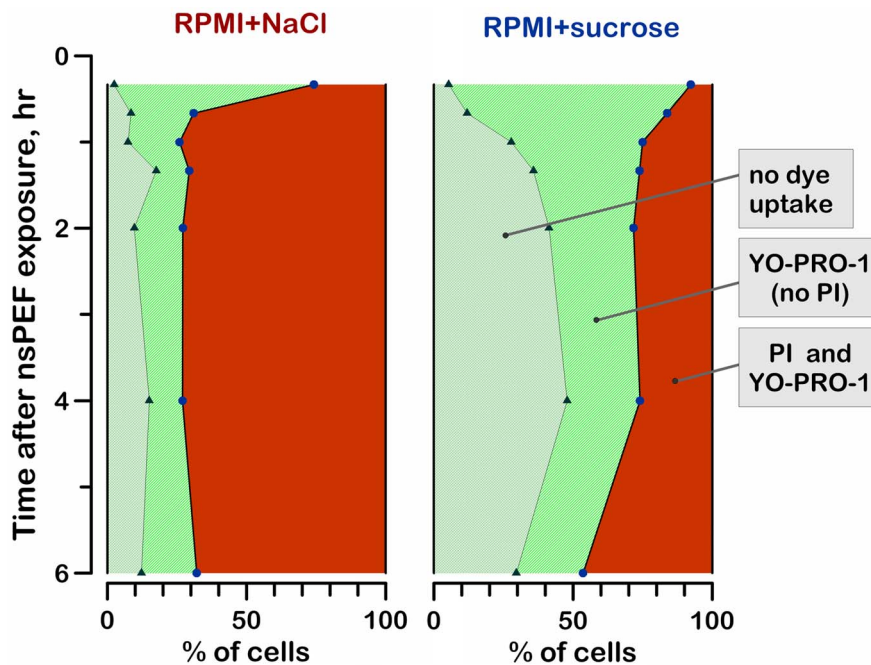 RPMI+NaCl
RPMI+sucrose
Time after nsPEF exposure, hr
0
2
4
6
no dye
uptake
YO-PRO-1
(no PI)
PI and
YO-PRO-1
0 50 100
0 50 100
% of cells
% of cells